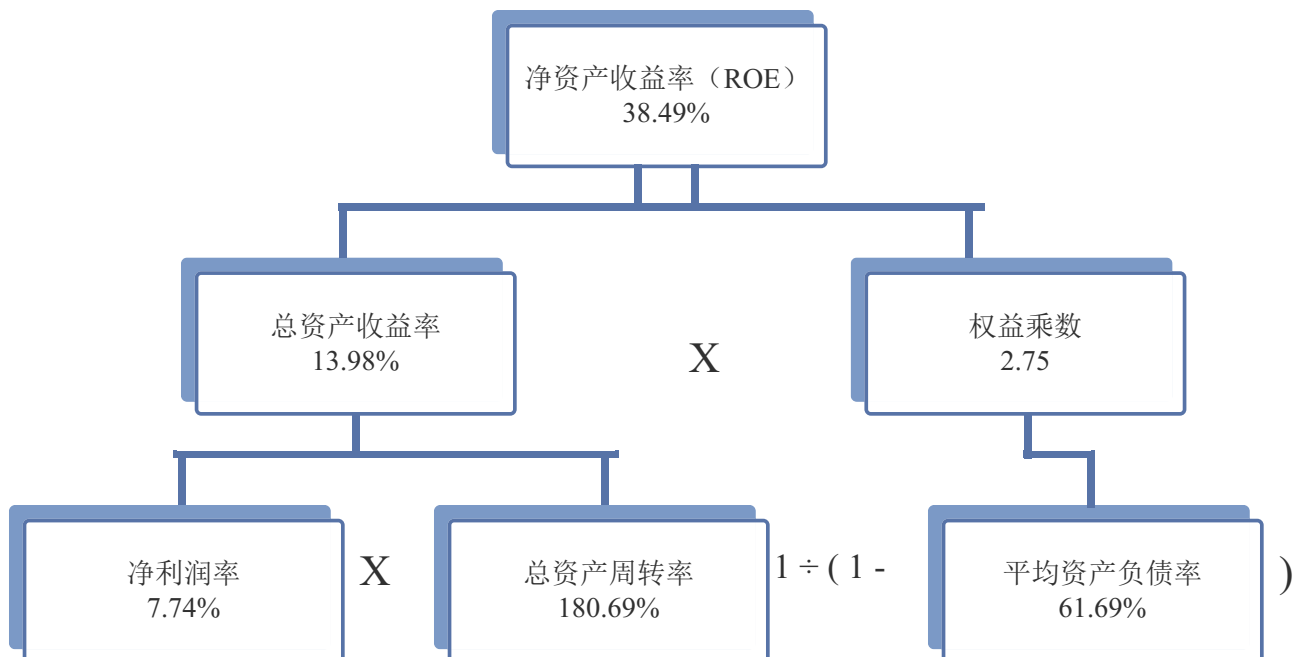 净资产收益率（ROE）
38.49%
总资产收益率
13.98%
X
权益乘数
2.75
净利润率
7.74%
X
总资产周转率
180.69%
1 ÷ ( 1 -
平均资产负债率
61.69%
)